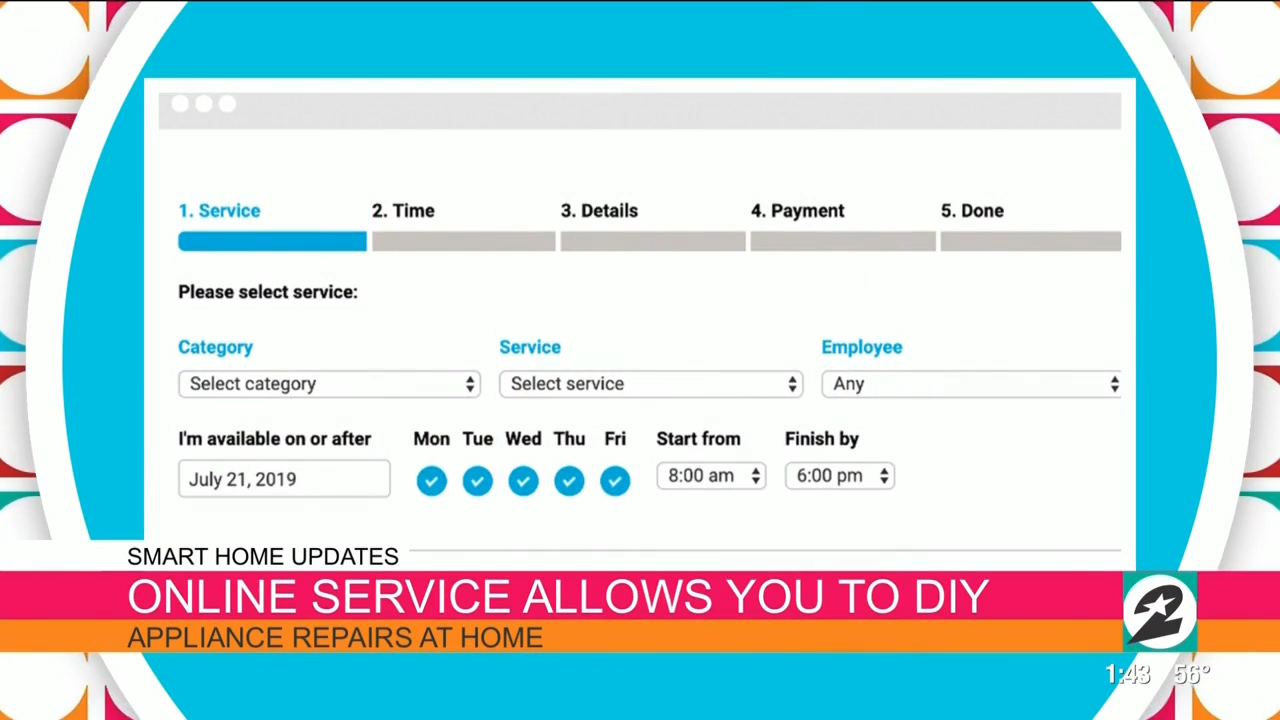 1. Service 2. Time 3. Details 4. Payment 5. Done
Please select service:
Category Service Employee
Select category Select service Any
I'm available on or after Mon Tue Wed Thu Fri Start from Finish by
July 21, 2019 8:00 am 6:00 pm
SMART HOME UPDATES
ONLINE SERVICE ALLOWS YOU TO DIY
2
APPLIANCE REPAIRS AT HOME
1:43 56°